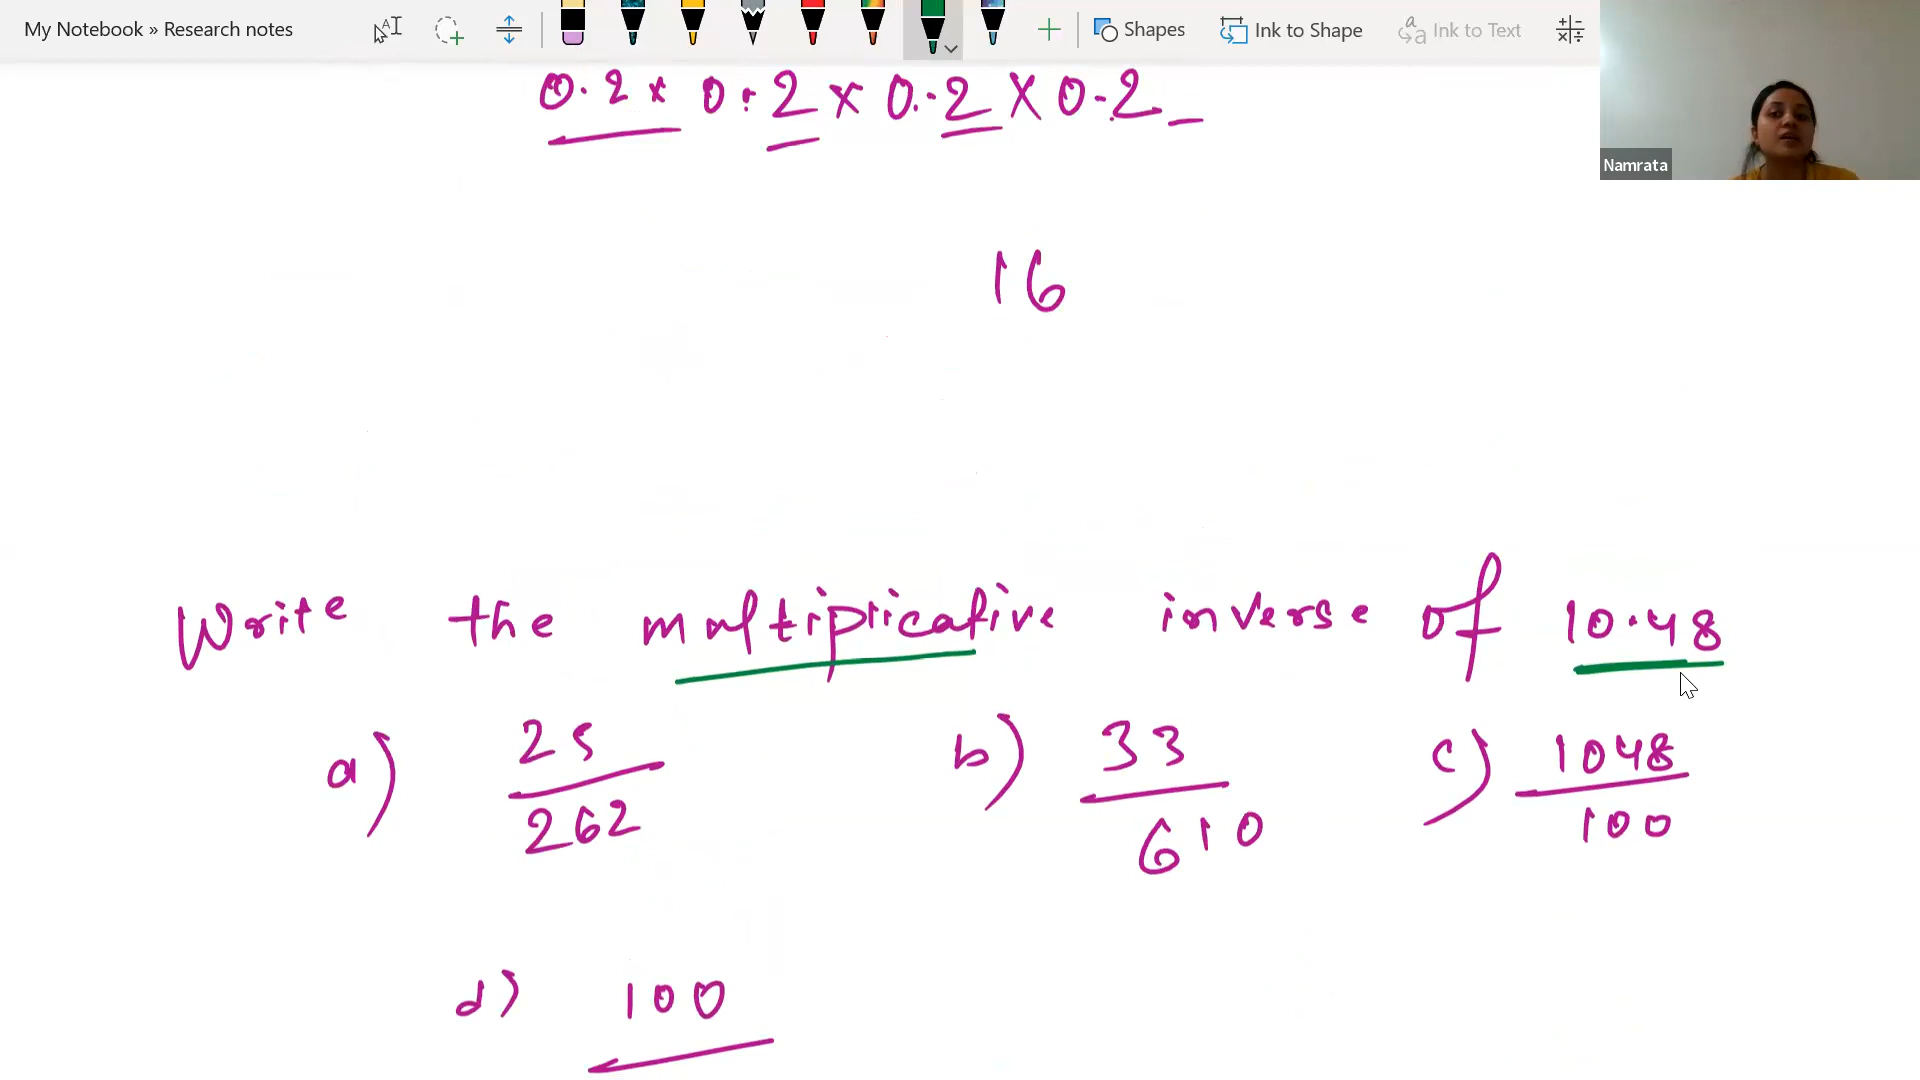 My Notebook » Research notes
Shapes
Ink to Shape
Ink to Text
Namrata
0.2 × 0.2 × 0.2 × 0.2
16
Write the multiplicative inverse of 10.48
a) 25/262 b) 33/610 c) 1048/100
d) 100